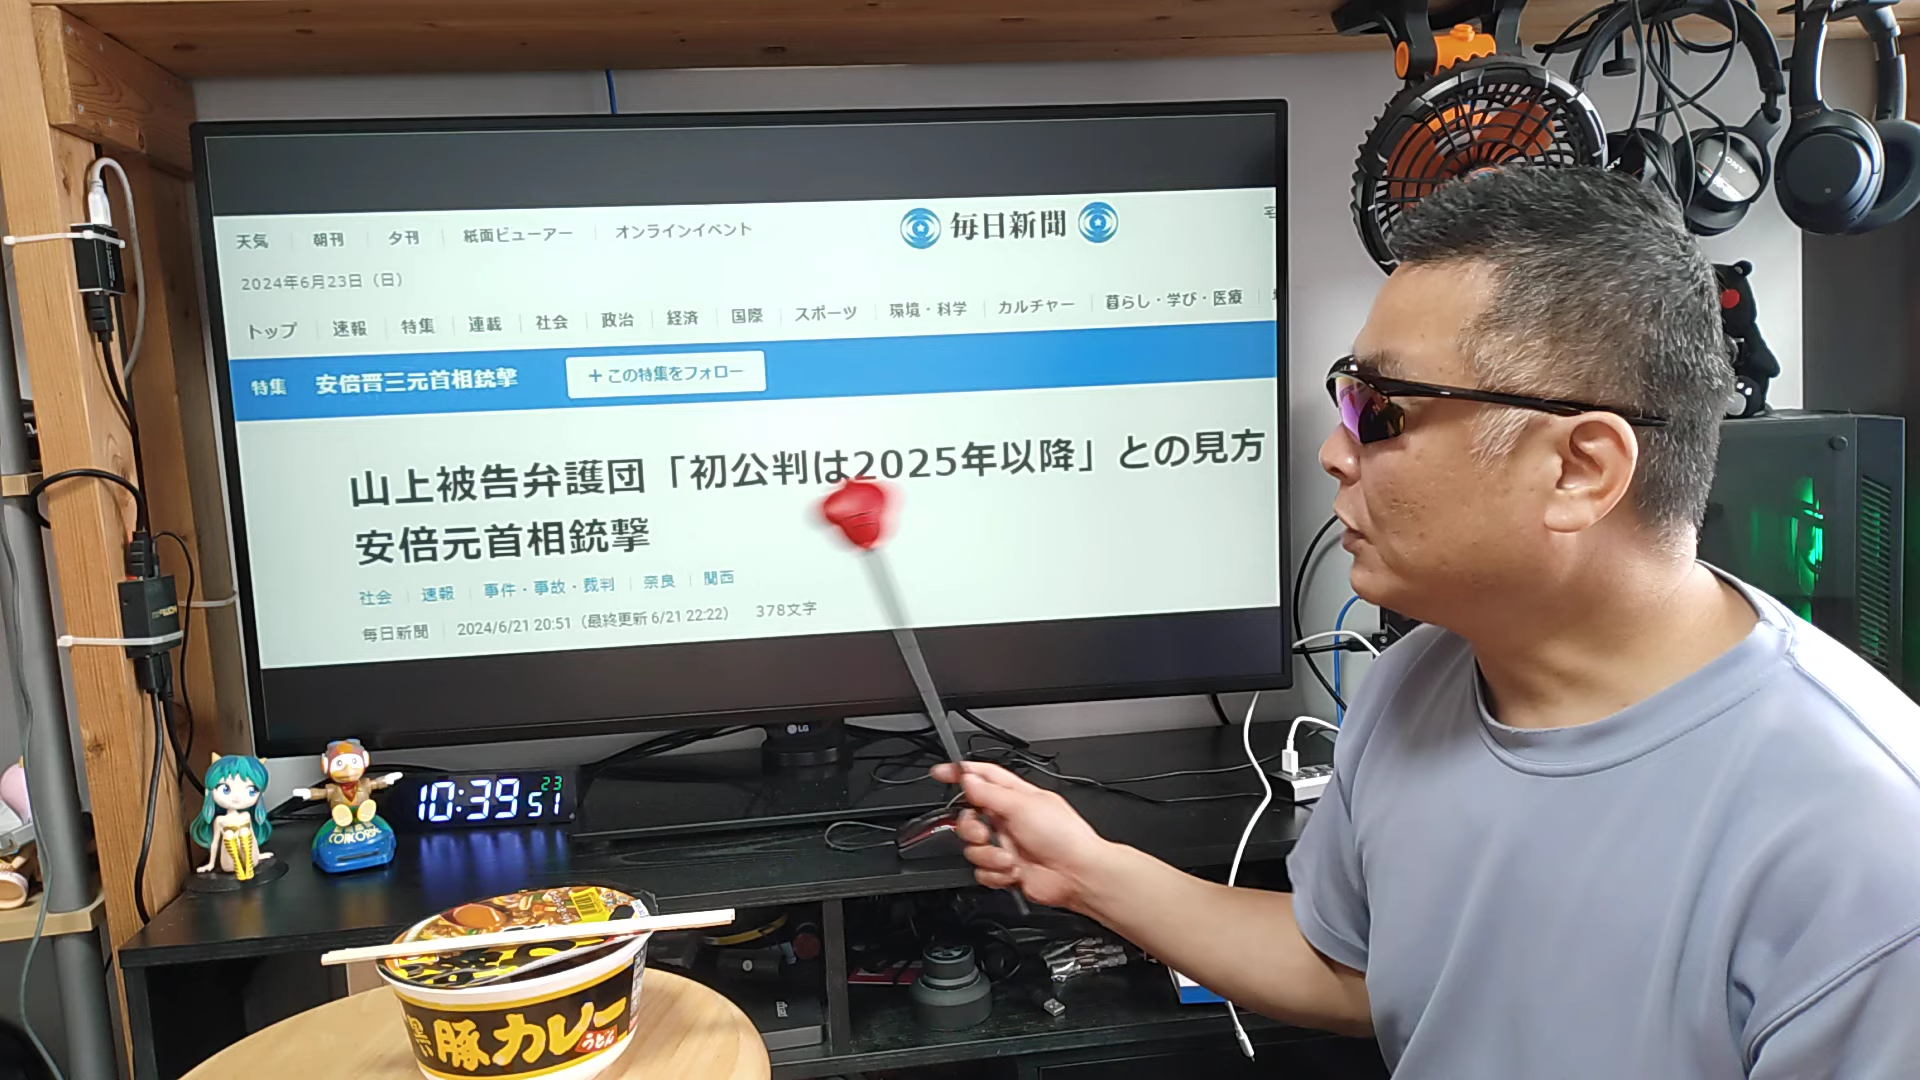 天気 朝刊 夕刊 紙面ビューアー オンラインイベント 毎日新聞
2024年6月23日（日）
トップ 速報 特集 連載 社会 政治 経済 国際 スポーツ 環境・科学 カルチャー 暮らし・学び・医療
特集 安倍晋三元首相銃撃 ＋この特集をフォロー
山上被告弁護団「初公判は2025年以降」との見方
安倍元首相銃撃
社会 速報 事件・事故・裁判 奈良 関西
毎日新聞 2024/6/21 20:51（最終更新 6/21 22:22） 378文字
LG
SONY
SONY
CORCORAN
10:39 51 23
黒い
豚カレー
うどん